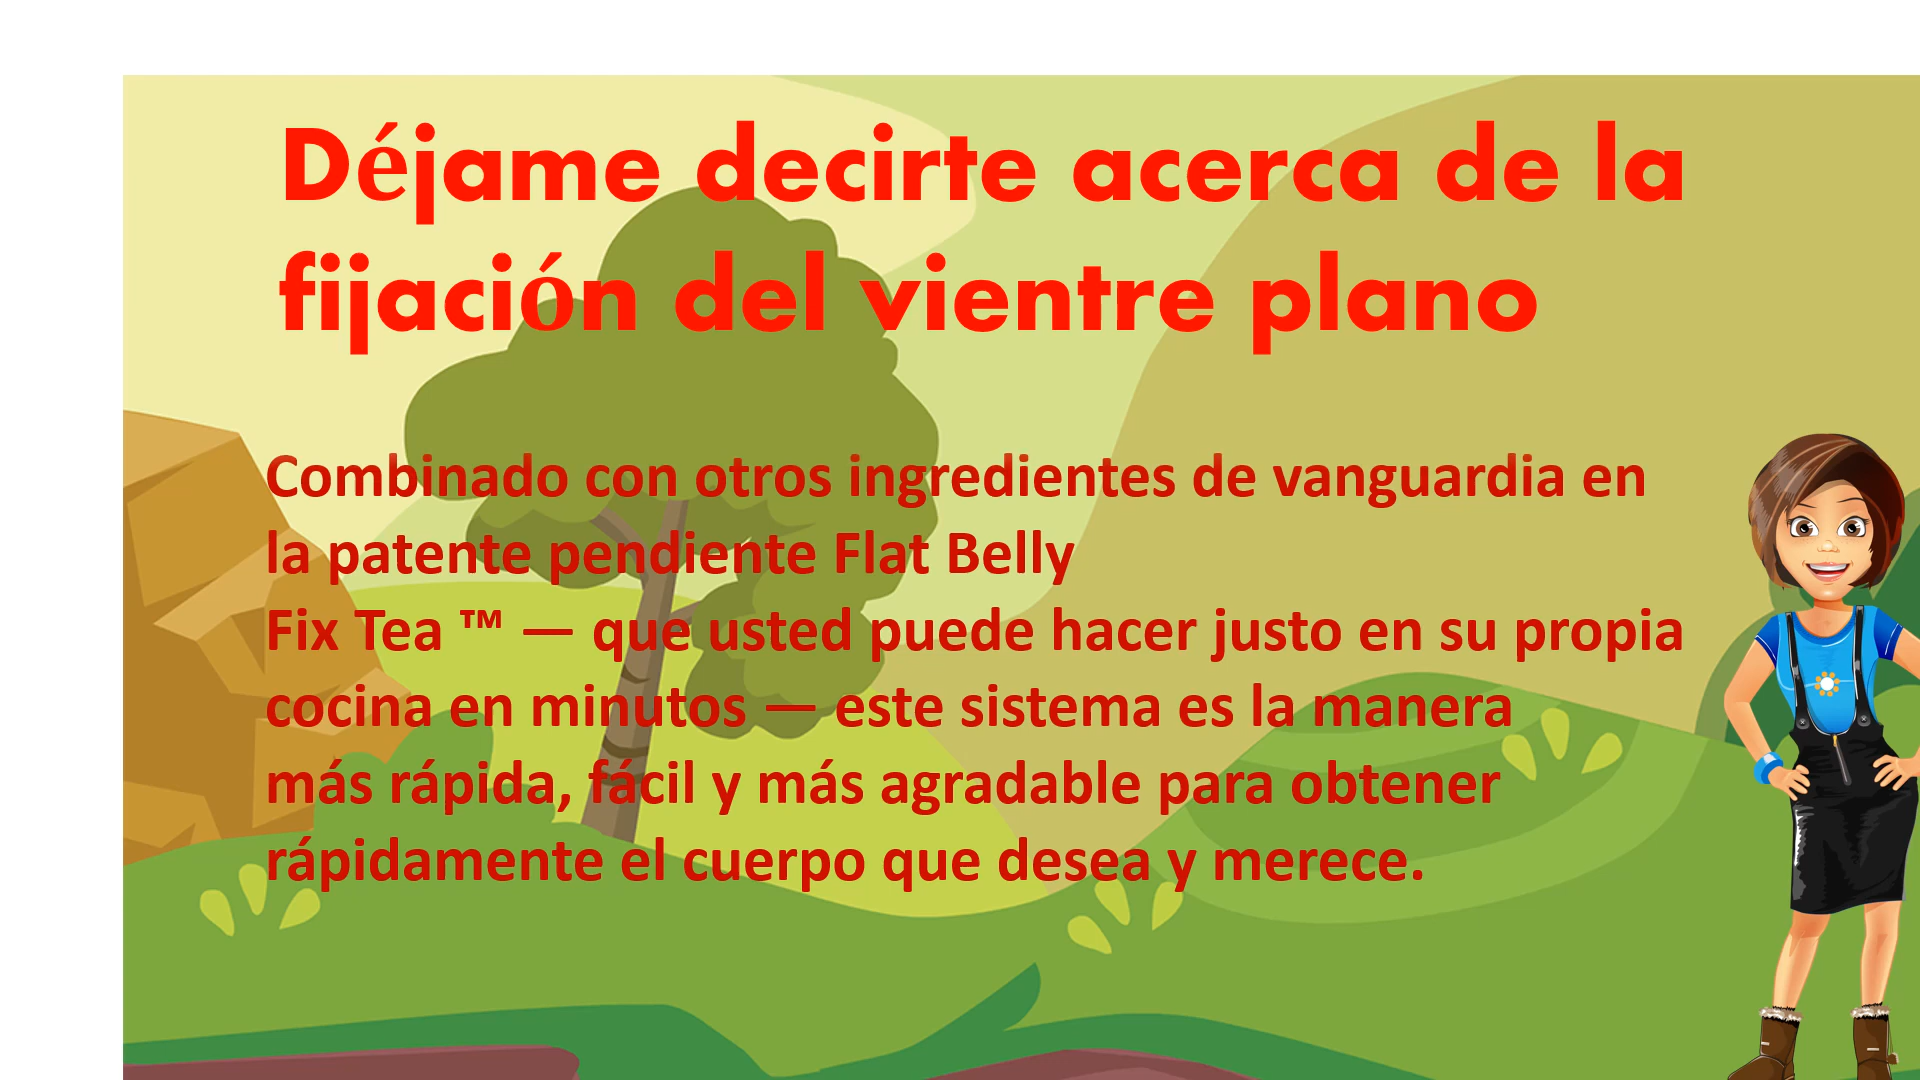 Déjame decirte acerca de la
fijación del vientre plano
Combinado con otros ingredientes de vanguardia en
la patente pendiente Flat Belly
Fix Tea ™ — que usted puede hacer justo en su propia
cocina en minutos — este sistema es la manera
más rápida, fácil y más agradable para obtener
rápidamente el cuerpo que desea y merece.